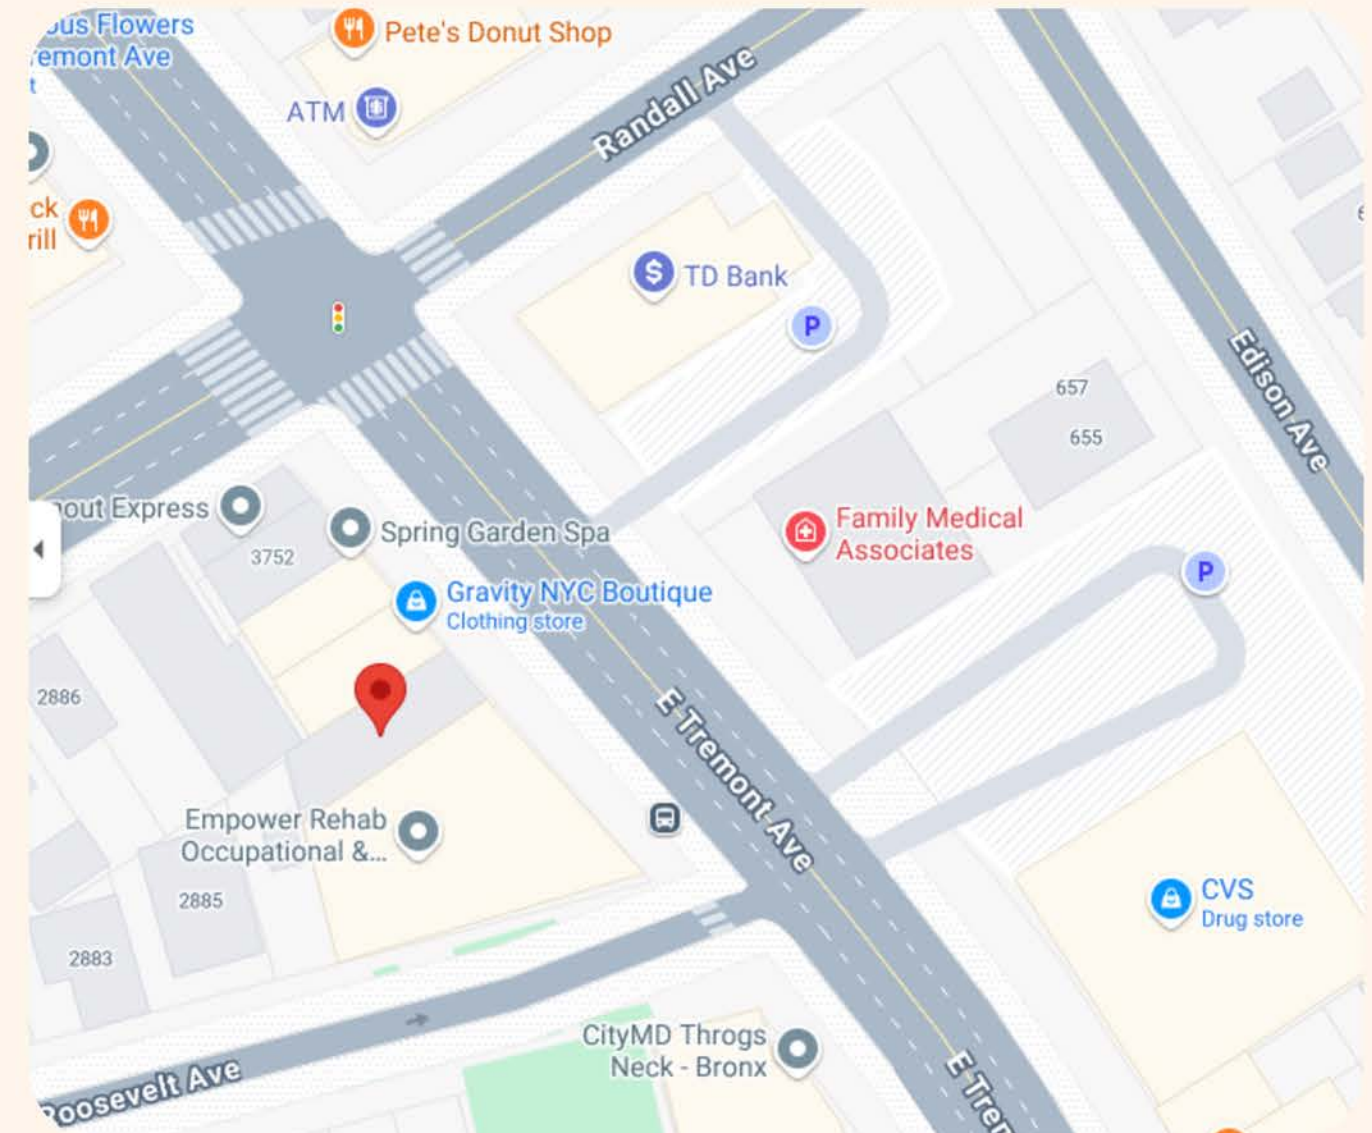 Flowers
Pete's Donut Shop
Ave
t
ATM
Randall Ave
TD Bank
P
Edison Ave
657
655
Express
Spring Garden Spa
3752
Family Medical
Associates
P
Gravity NYC Boutique
Clothing store
2886
E Tremont Ave
Empower Rehab
Occupational &...
2885
CVS
Drug store
2883
CityMD Throgs
Neck - Bronx
Roosevelt Ave